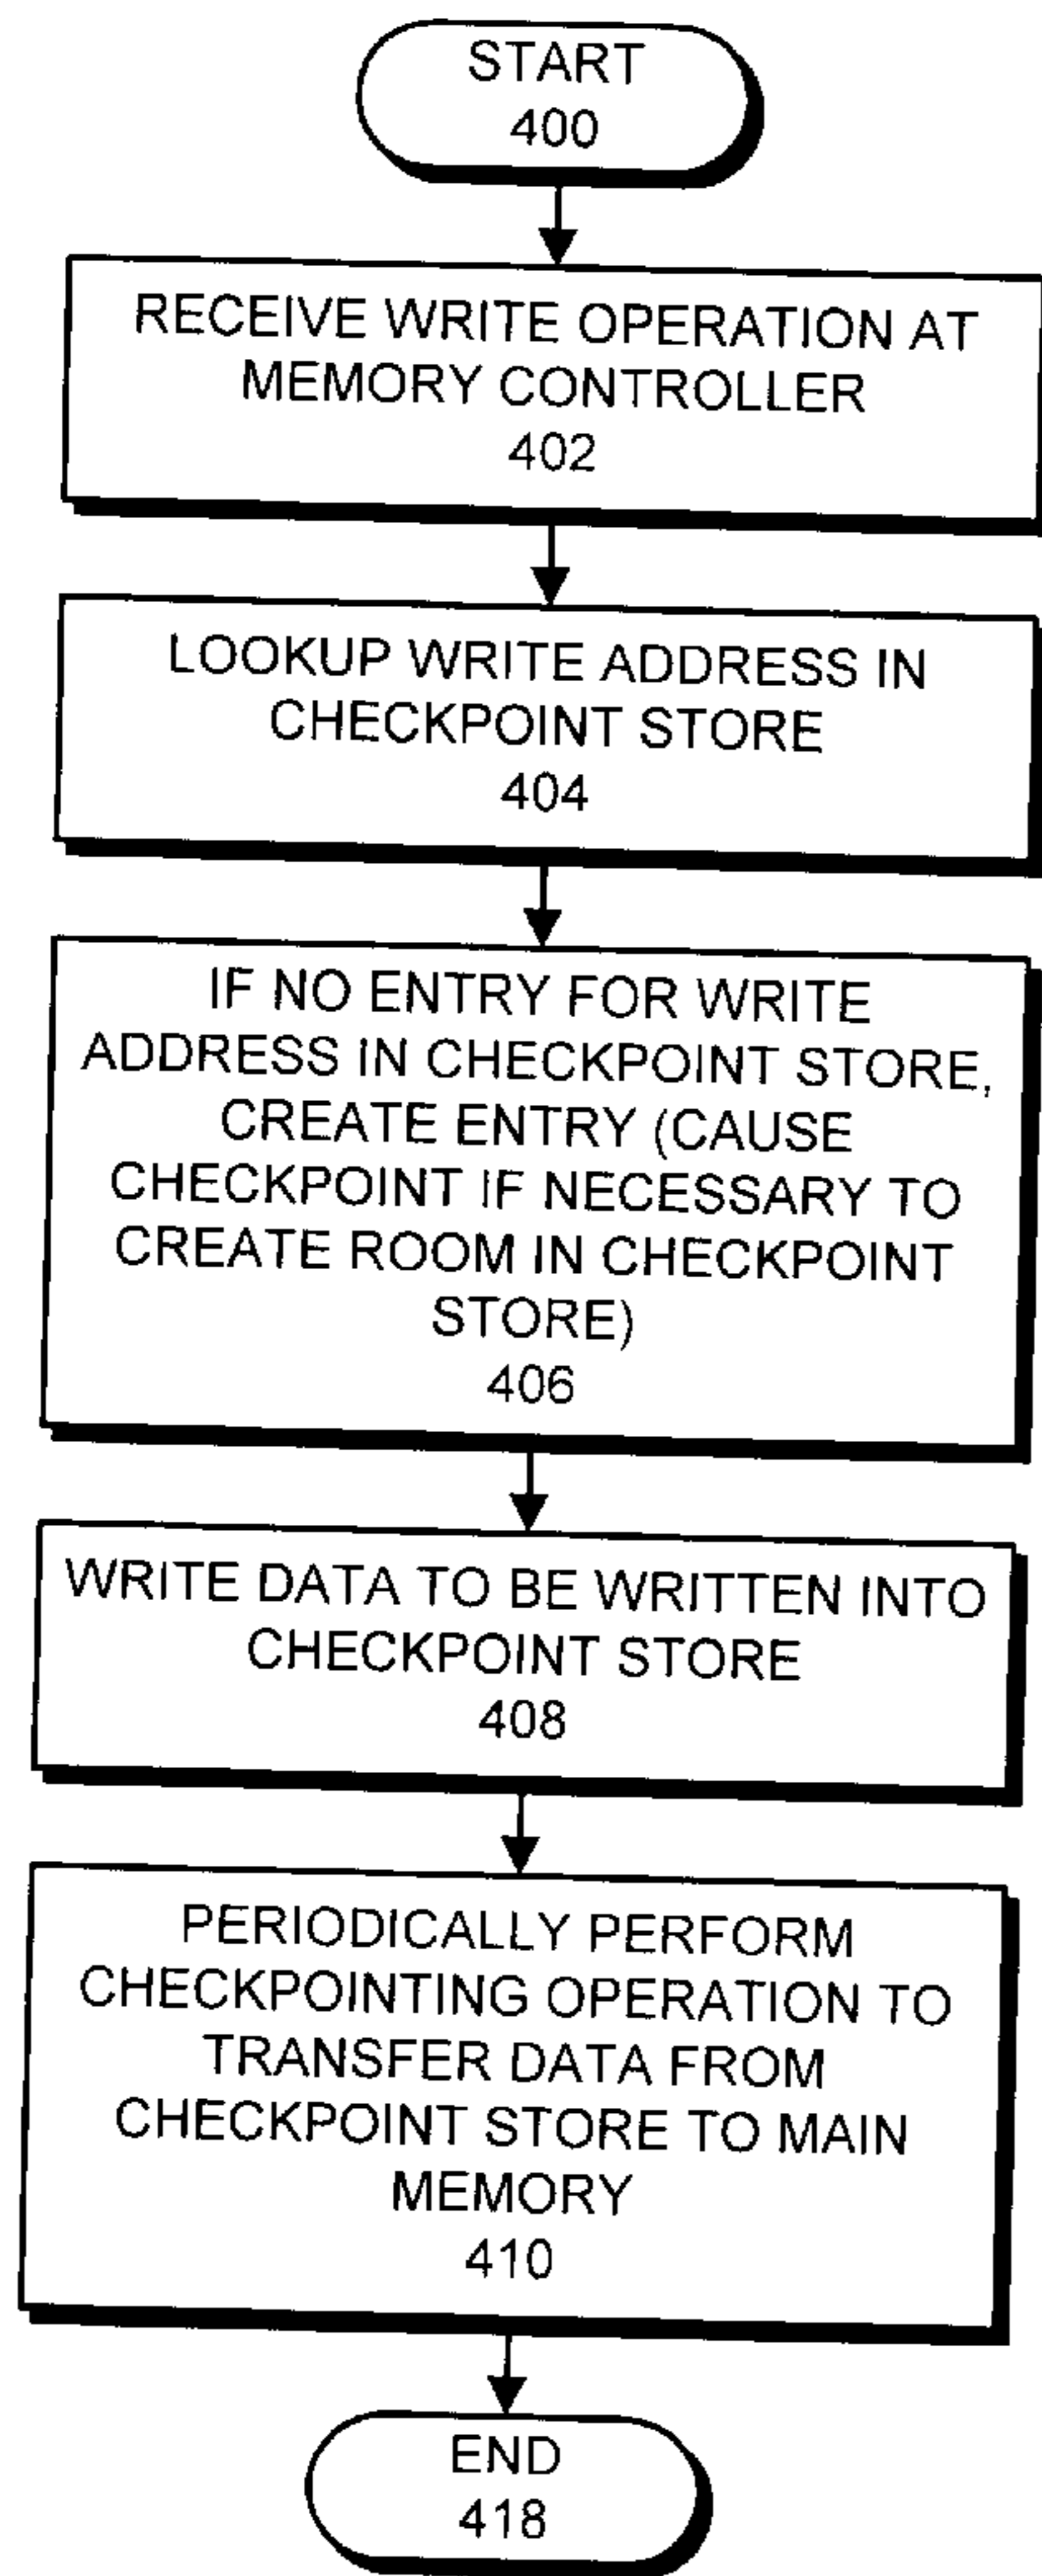 START
400
RECEIVE WRITE OPERATION AT
MEMORY CONTROLLER
402
LOOKUP WRITE ADDRESS IN
CHECKPOINT STORE
404
IF NO ENTRY FOR WRITE
ADDRESS IN CHECKPOINT STORE,
CREATE ENTRY (CAUSE
CHECKPOINT IF NECESSARY TO
CREATE ROOM IN CHECKPOINT
STORE)
406
WRITE DATA TO BE WRITTEN INTO
CHECKPOINT STORE
408
PERIODICALLY PERFORM
CHECKPOINTING OPERATION TO
TRANSFER DATA FROM
CHECKPOINT STORE TO MAIN
MEMORY
410
END
418